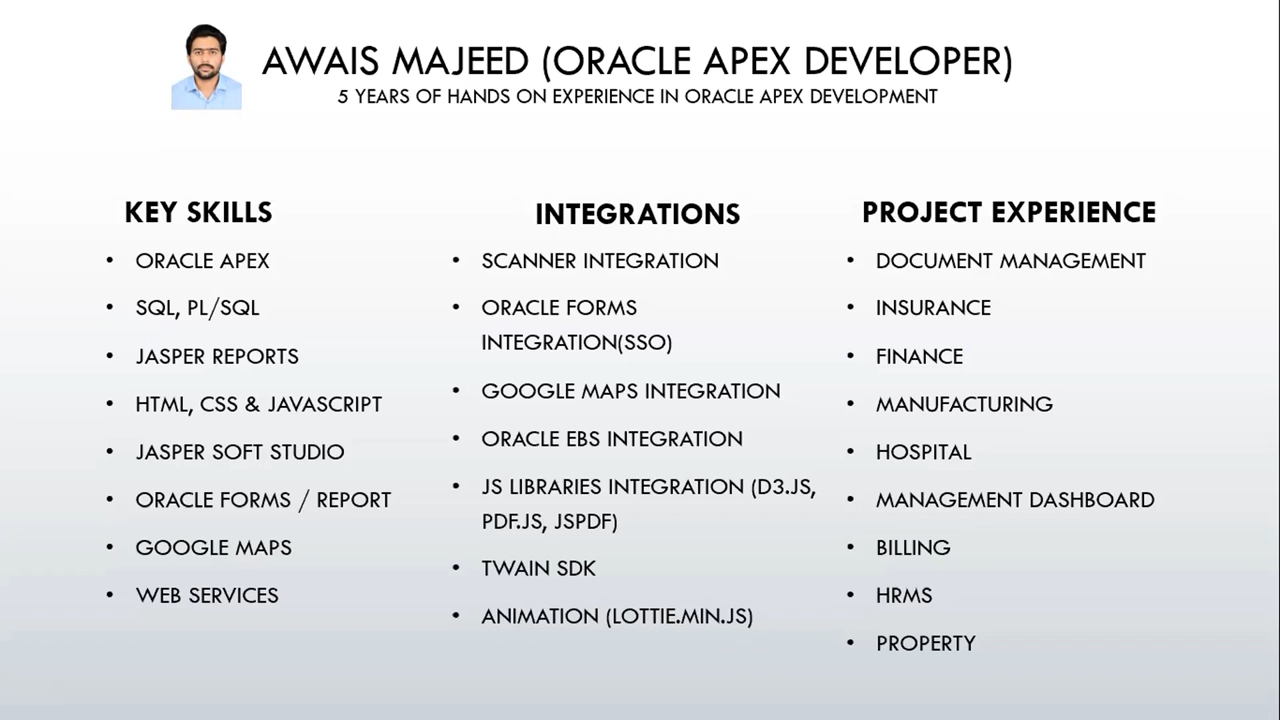 AWAIS MAJEED (ORACLE APEX DEVELOPER)
5 YEARS OF HANDS ON EXPERIENCE IN ORACLE APEX DEVELOPMENT
KEY SKILLS
• ORACLE APEX
• SQL, PL/SQL
• JASPER REPORTS
• HTML, CSS & JAVASCRIPT
• JASPER SOFT STUDIO
• ORACLE FORMS / REPORT
• GOOGLE MAPS
• WEB SERVICES
INTEGRATIONS
• SCANNER INTEGRATION
• ORACLE FORMS
INTEGRATION(SSO)
• GOOGLE MAPS INTEGRATION
• ORACLE EBS INTEGRATION
• JS LIBRARIES INTEGRATION (D3.JS,
PDF.JS, JSPDF)
• TWAIN SDK
• ANIMATION (LOTTIE.MIN.JS)
PROJECT EXPERIENCE
• DOCUMENT MANAGEMENT
• INSURANCE
• FINANCE
• MANUFACTURING
• HOSPITAL
• MANAGEMENT DASHBOARD
• BILLING
• HRMS
• PROPERTY